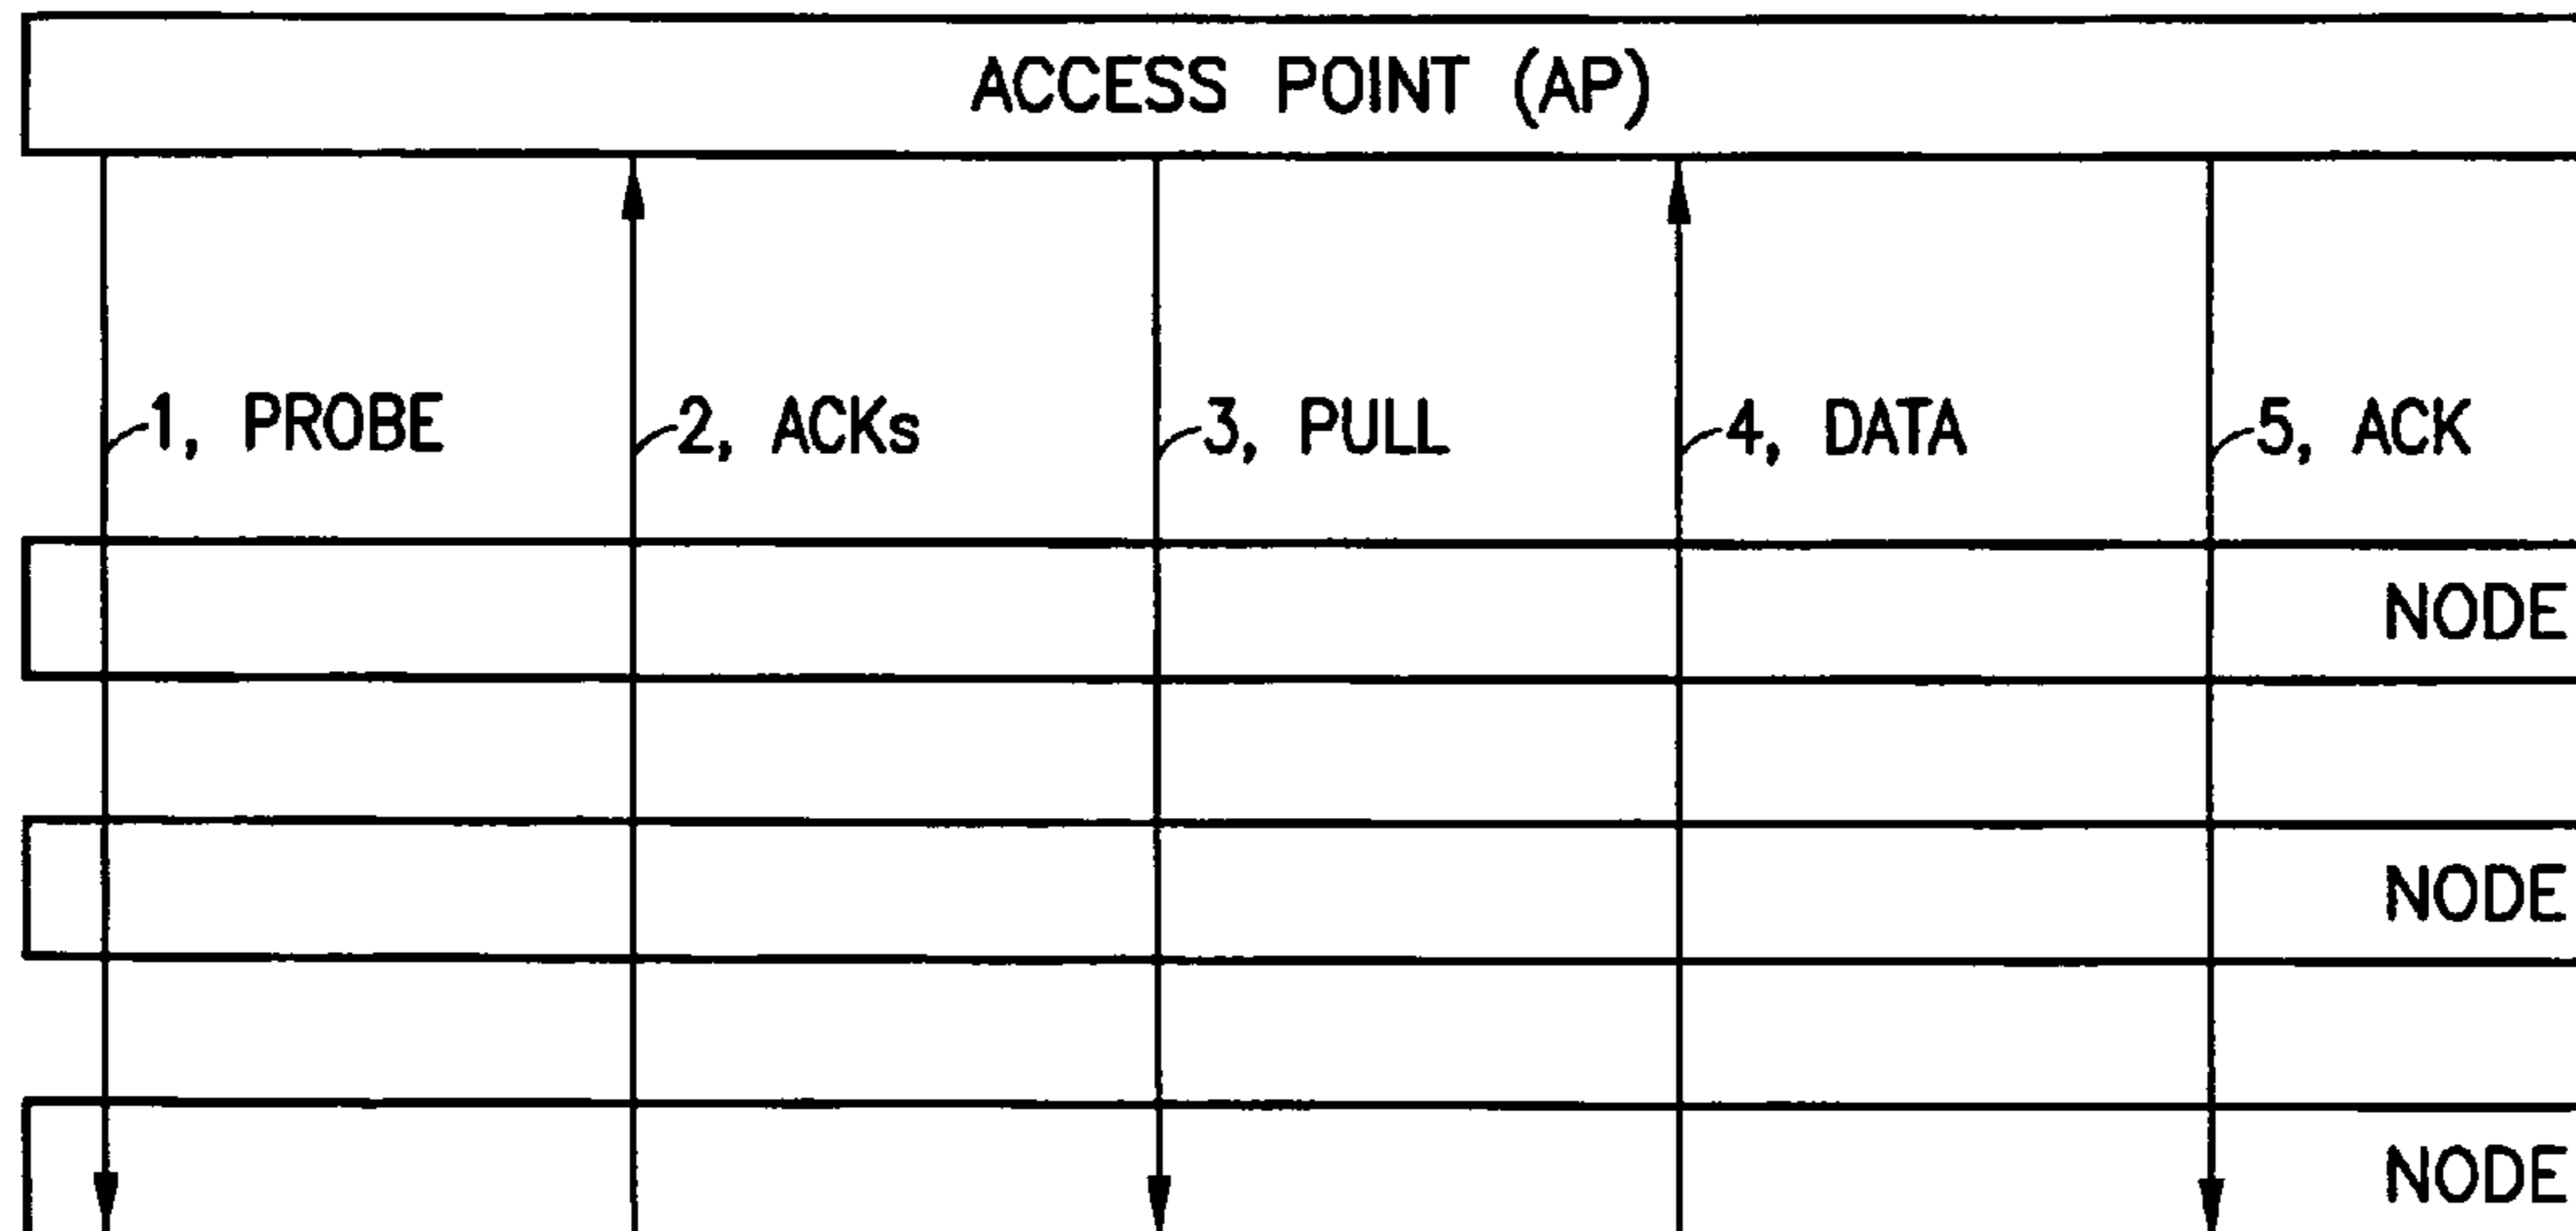 ACCESS POINT (AP)
1, PROBE
2, ACKs
3, PULL
4, DATA
5, ACK
NODE
NODE
NODE